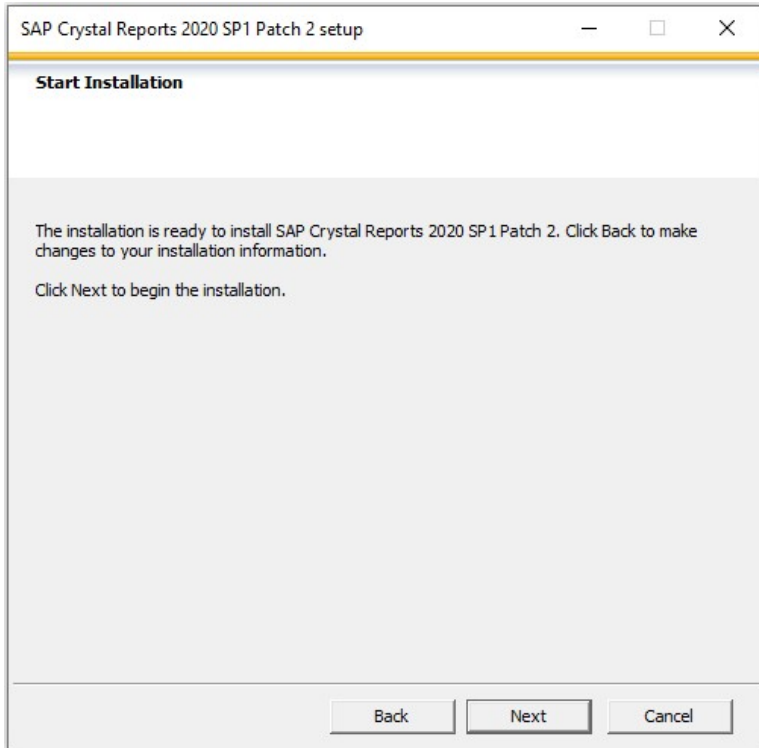 SAP Crystal Reports 2020 SP1 Patch 2 setup
Start Installation
The installation is ready to install SAP Crystal Reports 2020 SP1 Patch 2. Click Back to make
changes to your installation information.
Click Next to begin the installation.
Back Next Cancel